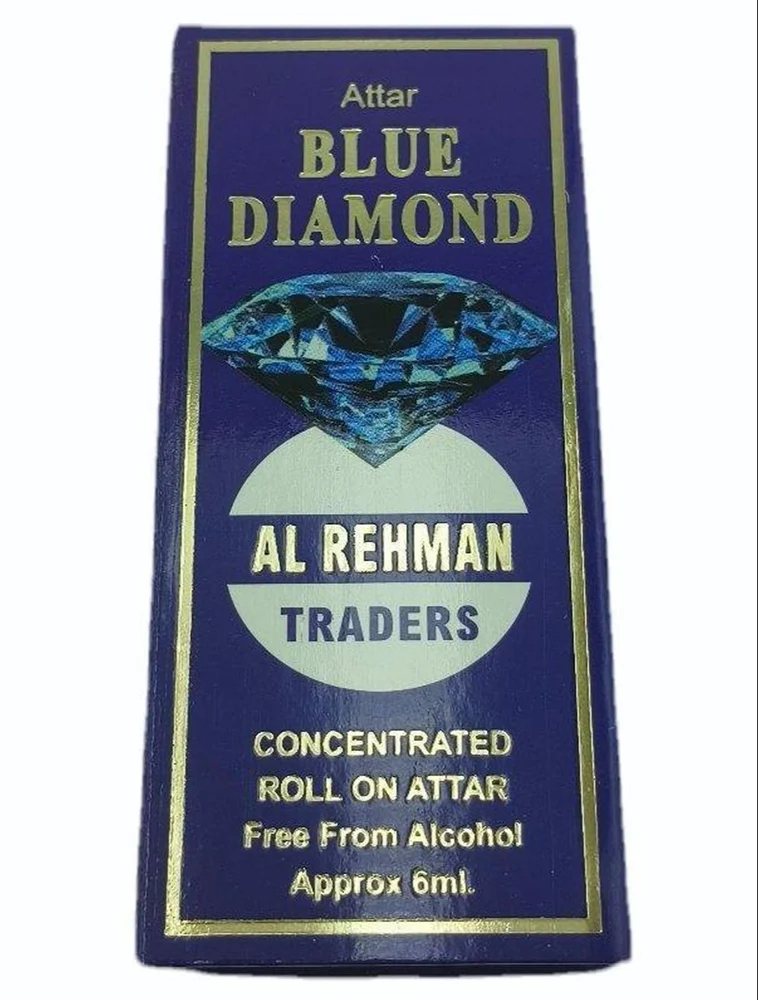 Attar
BLUE
DIAMOND
AL REHMAN
TRADERS
CONCENTRATED
ROLL ON ATTAR
Free From Alcohol
Approx 6ml.